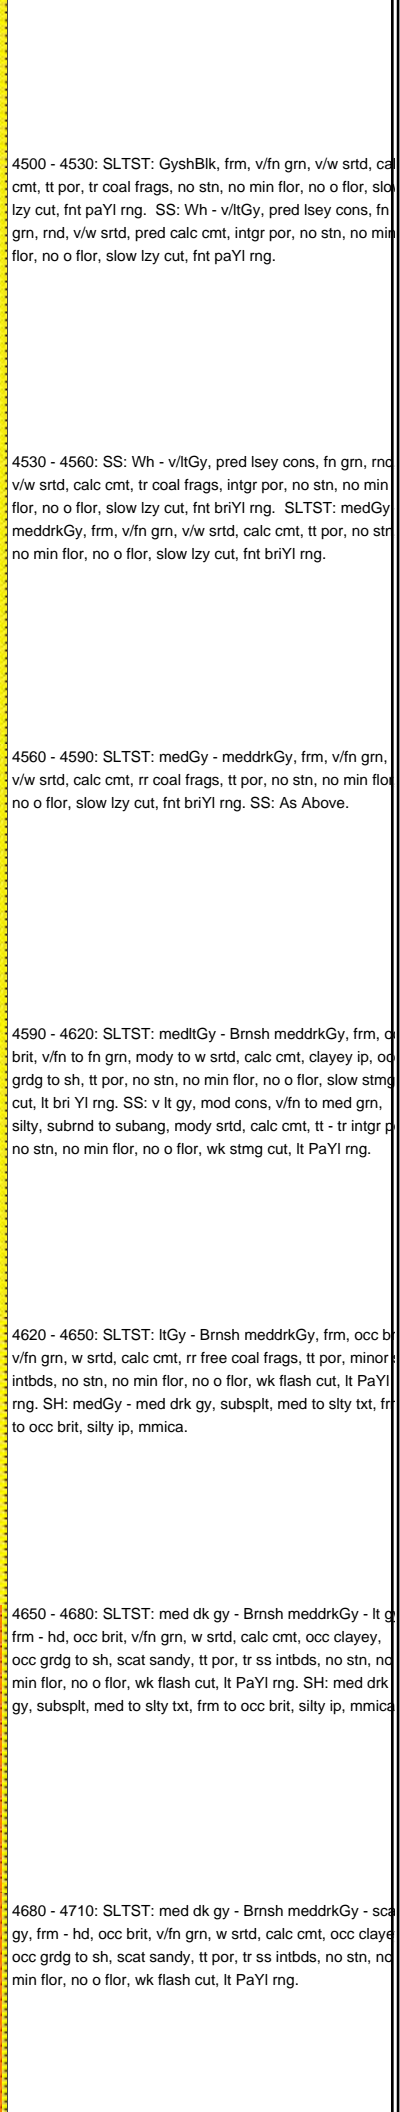 4500 - 4530: SLTST: GyshBlk, frm, v/fn grn, v/w srtd,
cmt, tt por, tr coal frags, no stn, no min flor, no o flor,
lzy cut, fnt paYl rng.  SS: Wh - v/ltGy, pred lsey cons, fn
grn, rnd, v/w srtd, pred calc cmt, intgr por, no stn, no min
flor, no o flor, slow lzy cut, fnt paYl rng.
4530 - 4560: SS: Wh - v/ltGy, pred lsey cons, fn grn, rnd
v/w srtd, calc cmt, tr coal frags, intgr por, no stn, no min
flor, no o flor, slow lzy cut, fnt briYl rng.  SLTST: medGy
meddrkGy, frm, v/fn grn, v/w srtd, calc cmt, tt por, no stn
no min flor, no o flor, slow lzy cut, fnt briYl rng.
4560 - 4590: SLTST: medGy - meddrkGy, frm, v/fn grn,
v/w srtd, calc cmt, rr coal frags, tt por, no stn, no min flor
no o flor, slow lzy cut, fnt briYl rng. SS: As Above.
4590 - 4620: SLTST: medltGy - Brnsh meddrkGy, frm,
brit, v/fn to fn grn, mody to w srtd, calc cmt, clayey ip,
grdg to sh, tt por, no stn, no min flor, no o flor, slow stmg
cut, lt bri Yl rng. SS: v lt gy, mod cons, v/fn to med grn,
silty, subrnd to subang, mody srtd, calc cmt, tt - tr intgr
no stn, no min flor, no o flor, wk stmg cut, lt PaYl rng.
4620 - 4650: SLTST: ltGy - Brnsh meddrkGy, frm, occ
v/fn grn, w srtd, calc cmt, rr free coal frags, tt por, minor
intbds, no stn, no min flor, no o flor, wk flash cut, lt PaYl
rng. SH: medGy - med drk gy, subsplt, med to slty txt,
to occ brit, silty ip, mmica.
4650 - 4680: SLTST: med dk gy - Brnsh meddrkGy - lt
frm - hd, occ brit, v/fn grn, w srtd, calc cmt, occ clayey,
occ grdg to sh, scat sandy, tt por, tr ss intbds, no stn, no
min flor, no o flor, wk flash cut, lt PaYl rng. SH: med drk
gy, subsplt, med to slty txt, frm to occ brit, silty ip, mmica
4680 - 4710: SLTST: med dk gy - Brnsh meddrkGy -
gy, frm - hd, occ brit, v/fn grn, w srtd, calc cmt, occ
occ grdg to sh, scat sandy, tt por, tr ss intbds, no stn, no
min flor, no o flor, wk flash cut, lt PaYl rng.